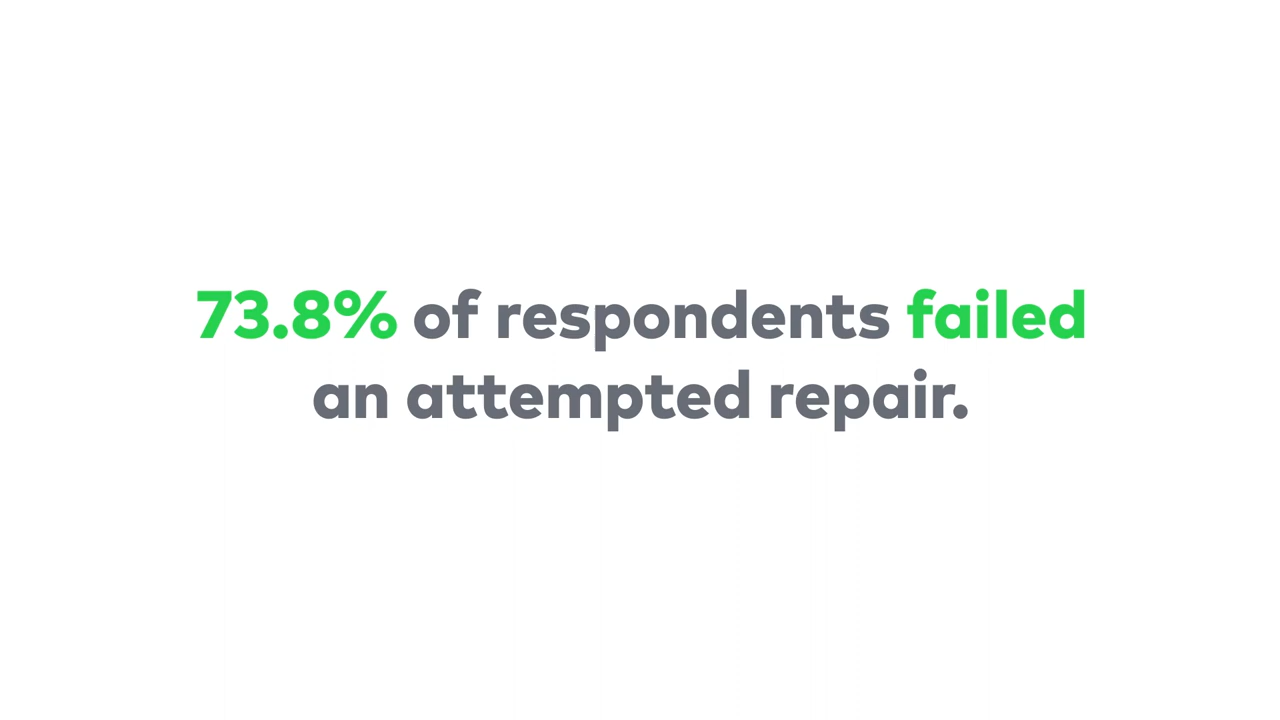 73.8% of respondents failed
an attempted repair.